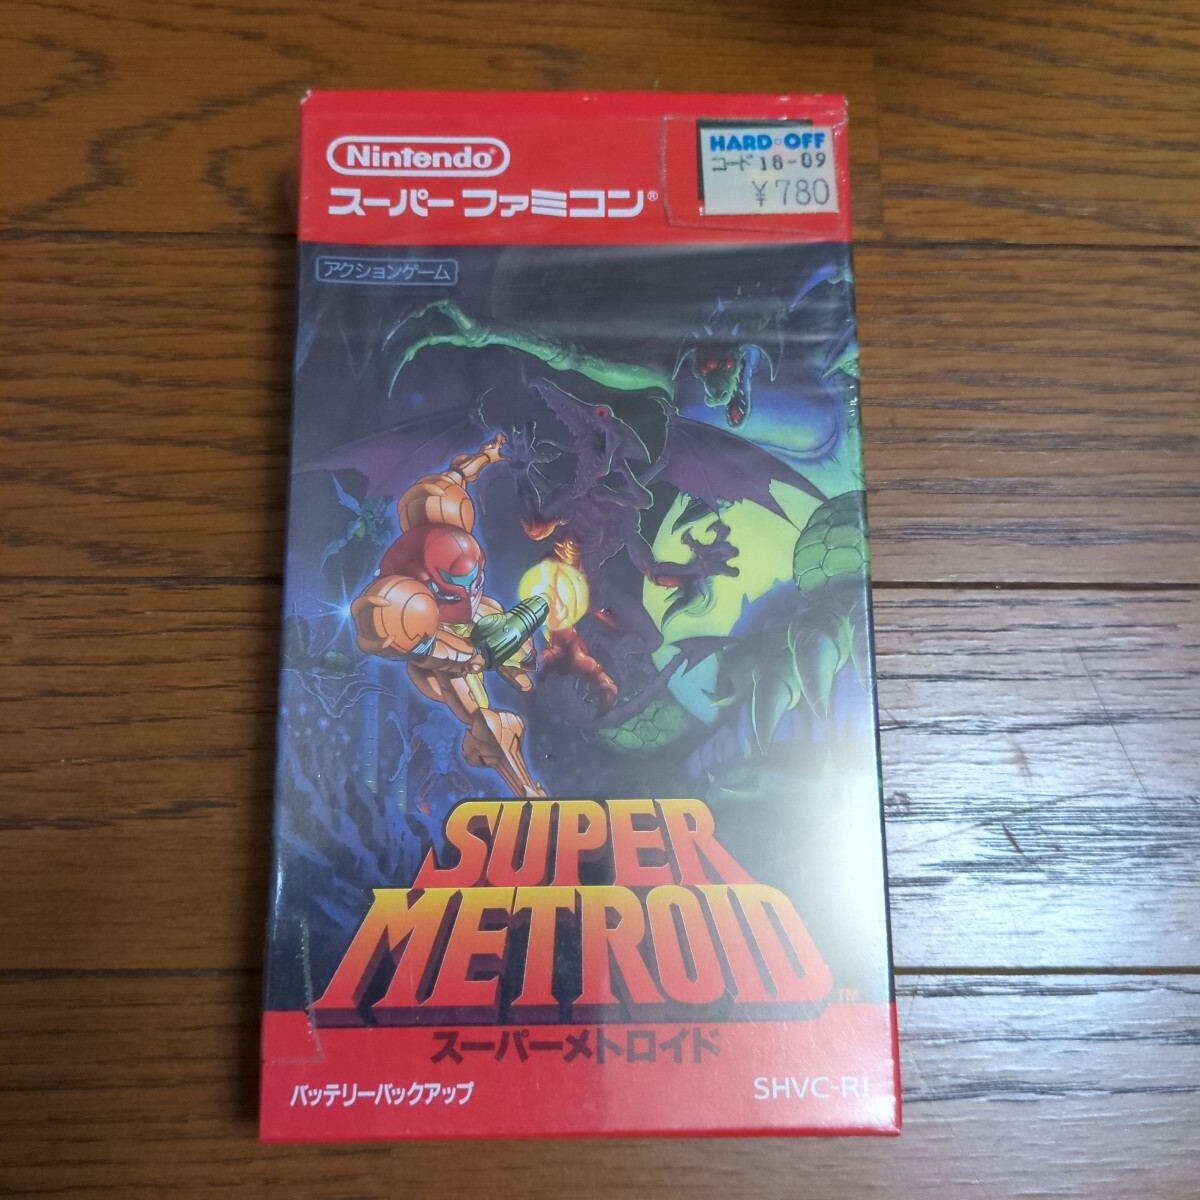 Nintendo®
スーパーファミコン®
HARD・OFF
コード 18-09
¥780
アクションゲーム
SUPER
METROID™
スーパーメトロイド
バッテリーバックアップ
SHVC-RI